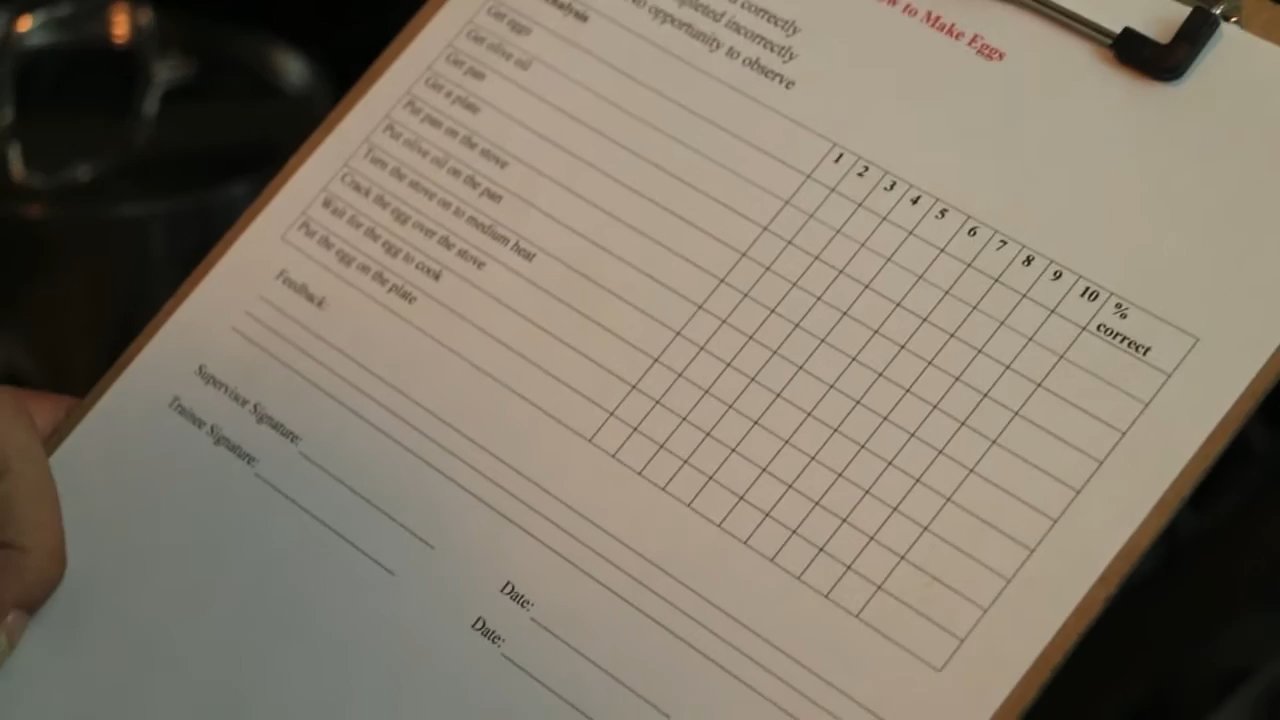 to Make Eggs
correctly
incorrectly
opportunity to observe
1 2 3 4 5 6 7 8 9 10 % correct
Get eggs
Get olive oil
Get pan
Get a plate
Put pan on the stove
Put olive oil on the pan
Turn the stove on to medium heat
Crack the egg over the stove
Wait for the egg to cook
Put the egg on the plate
Feedback:
Supervisor Signature:
Date:
Trainee Signature:
Date: